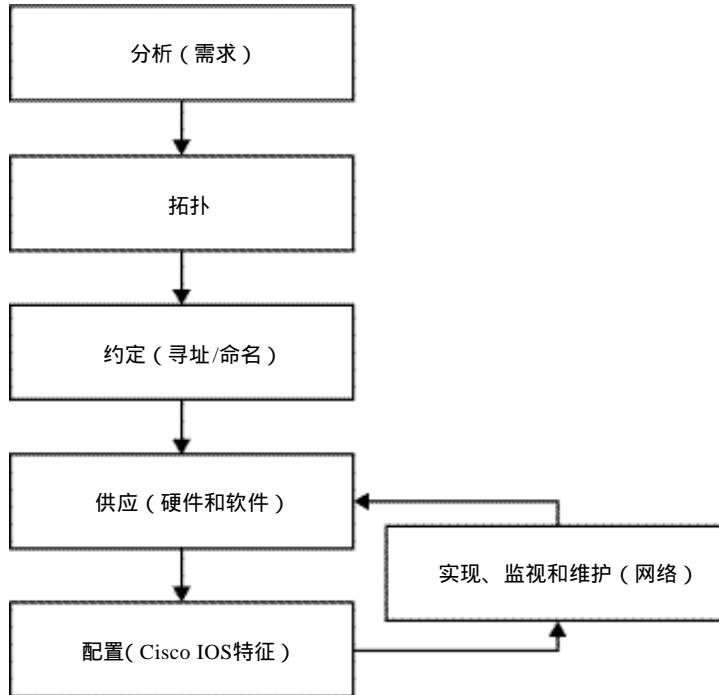 分析（需求）
拓扑
约定（寻址/命名）
供应（硬件和软件）
实现、监视和维护（网络）
配置（Cisco IOS特征）